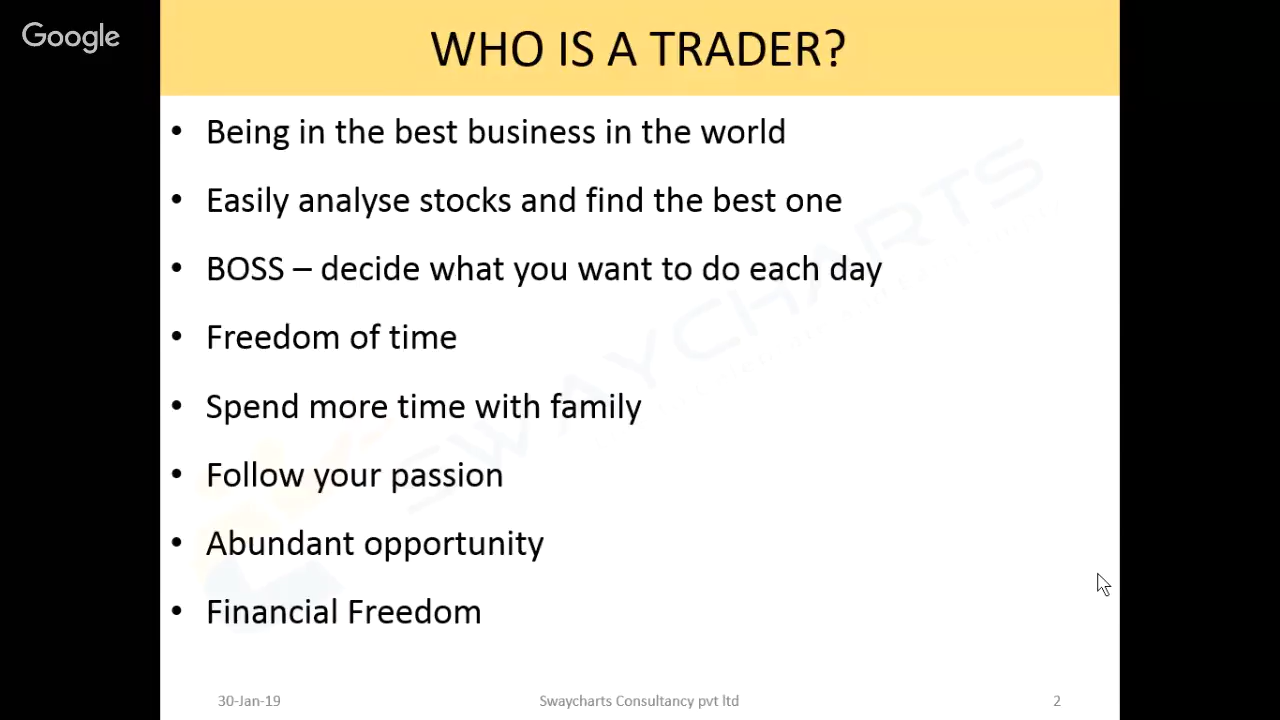 Google
WHO IS A TRADER?
• Being in the best business in the world
• Easily analyse stocks and find the best one
• BOSS – decide what you want to do each day
• Freedom of time
• Spend more time with family
• Follow your passion
• Abundant opportunity
• Financial Freedom
SWAYCHARTS
30-Jan-19
Swaycharts Consultancy pvt ltd
2